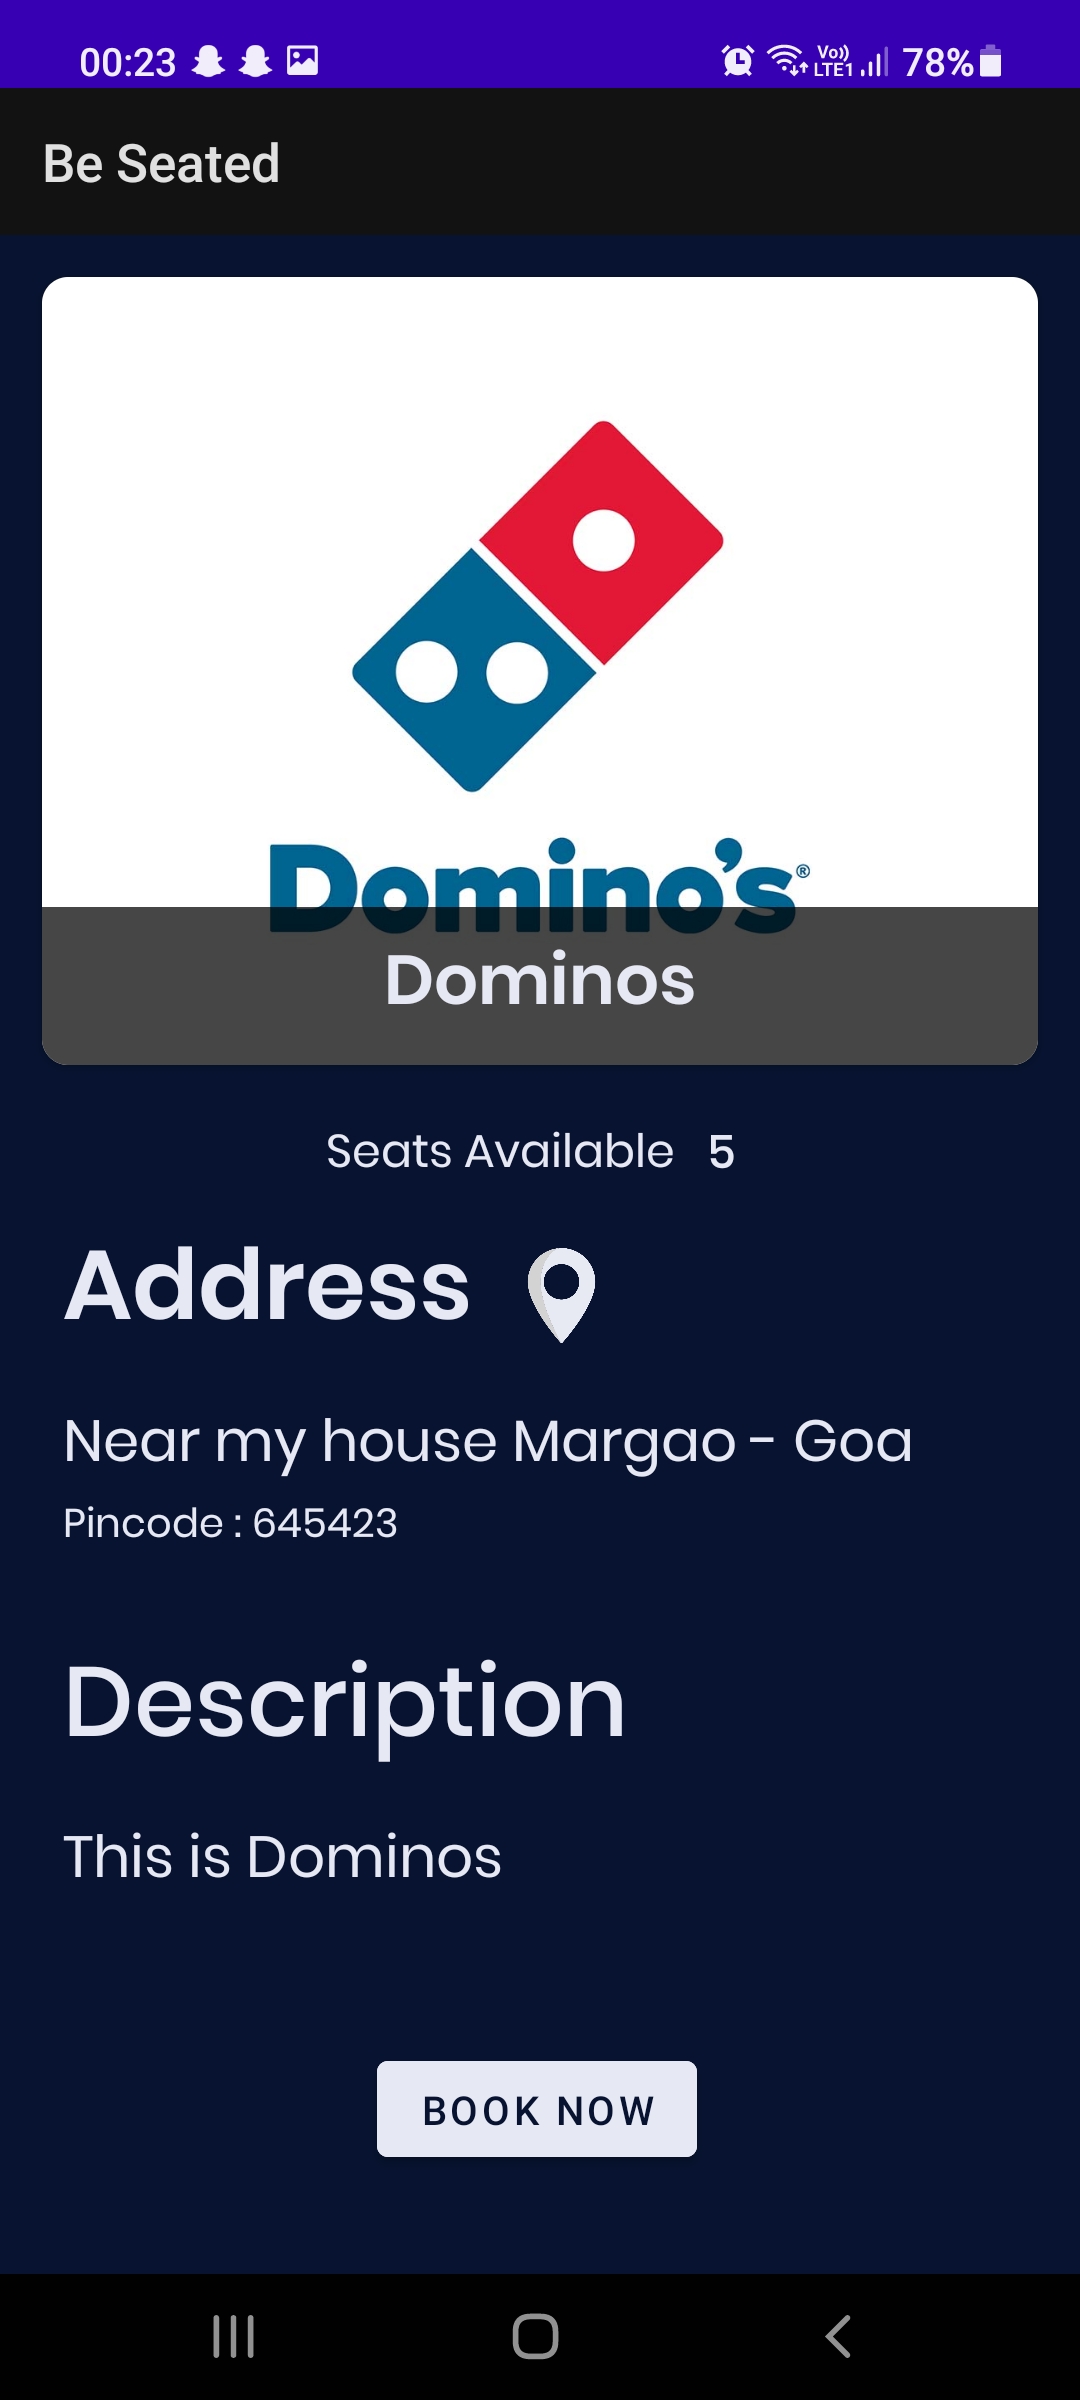 00:23 Vo)) LTE1 78%
Be Seated
Domino's®
Dominos
Seats Available 5
Address
Near my house Margao - Goa
Pincode : 645423
Description
This is Dominos
BOOK NOW